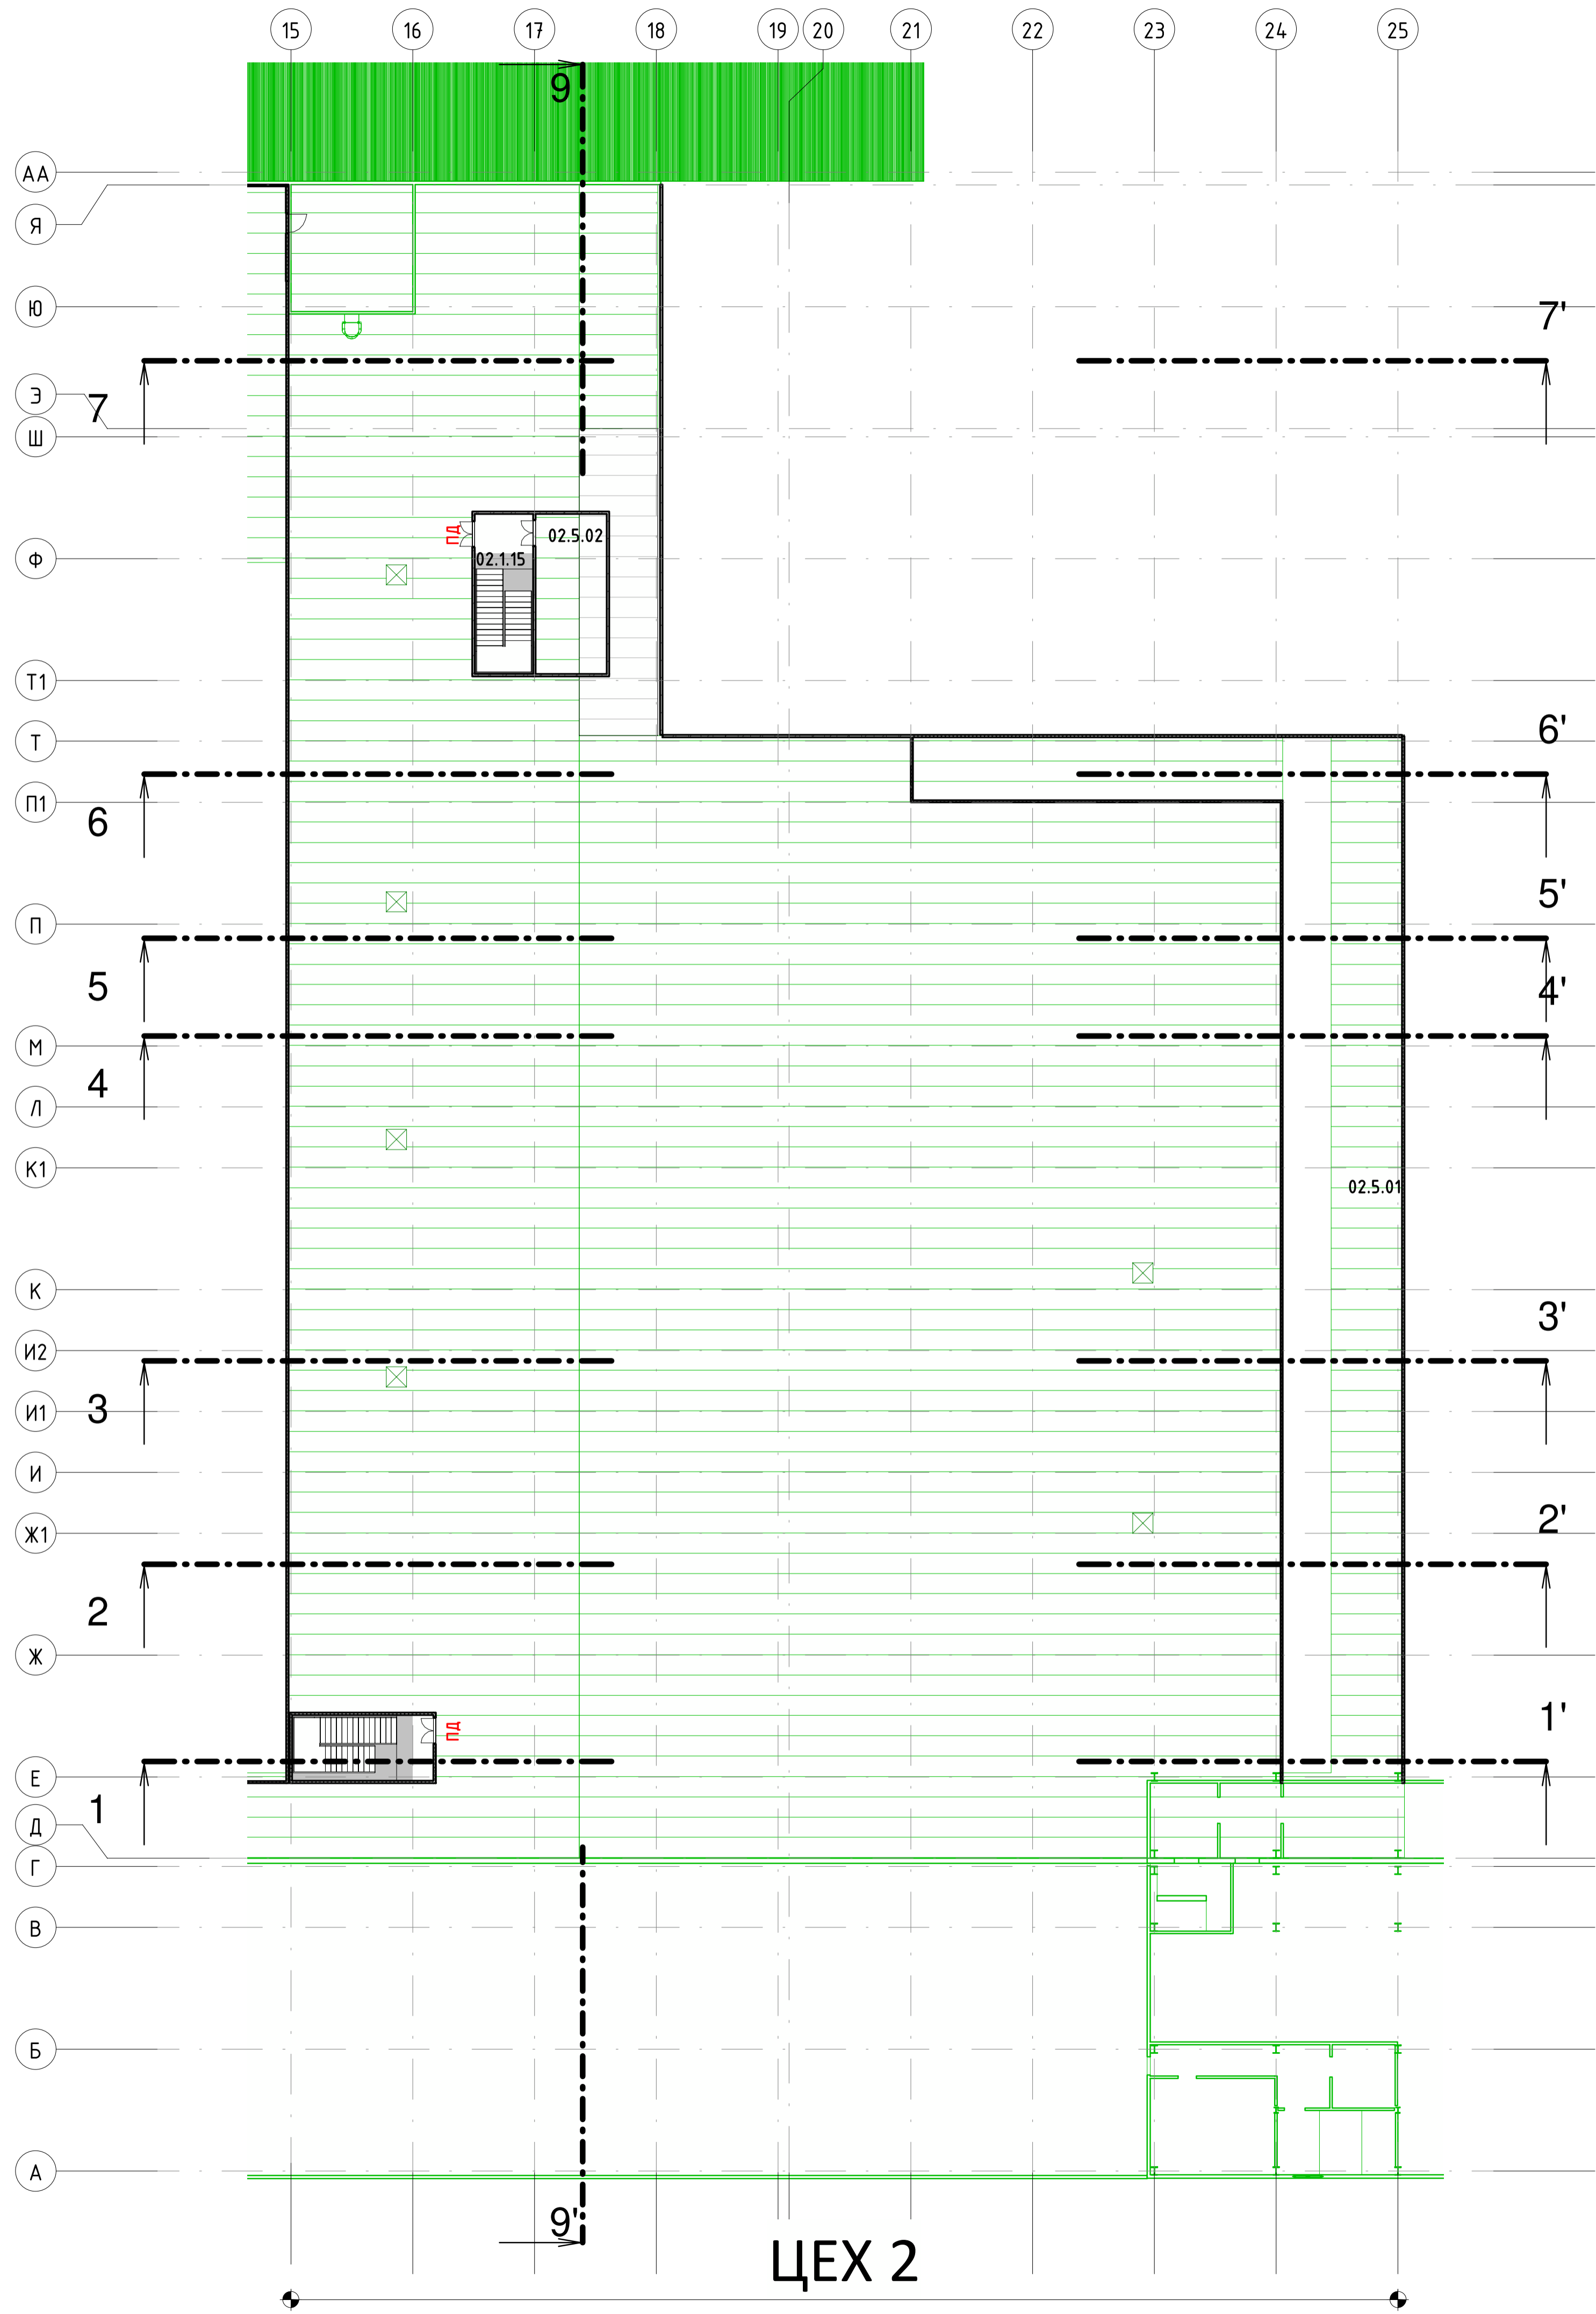 15 16 17 18 19 20 21 22 23 24 25
9
АА
Я
Ю
7'
Э
7
Ш
02.5.02
ПД
02.1.15
Ф
Т1
6'
Т
П1
6
5'
П
5
4'
М
4
Л
К1
02.5.01
К
3'
И2
3
И1
И
2'
Ж1
2
Ж
1'
ПД
Е
1
Д
Г
В
Б
А
9'
ЦЕХ 2